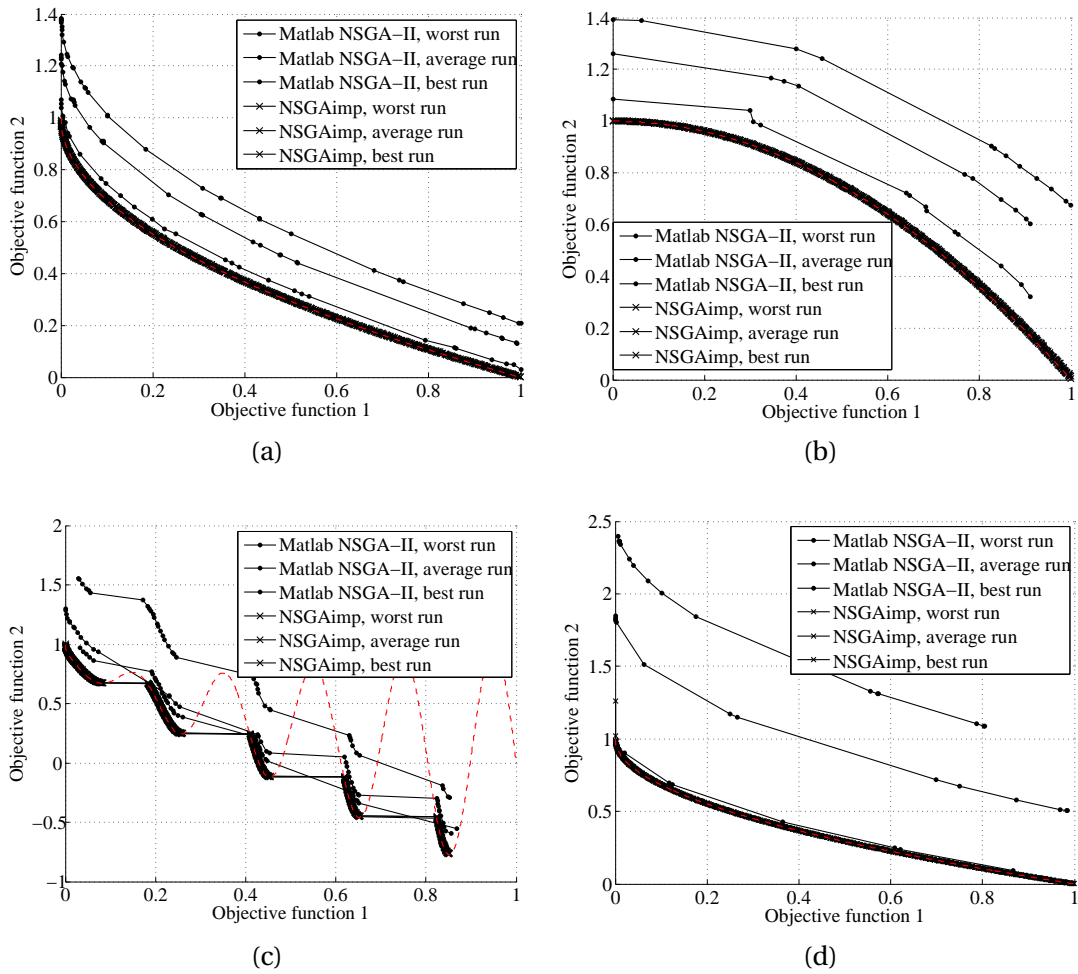 1.4
1.2
1
0.8
0.6
0.4
0.2
0
0 0.2 0.4 0.6 0.8 1
Objective function 1
Objective function 2
Matlab NSGA−II, worst run
Matlab NSGA−II, average run
Matlab NSGA−II, best run
NSGAimp, worst run
NSGAimp, average run
NSGAimp, best run
(a)
1.4
1.2
1
0.8
0.6
0.4
0.2
0
0 0.2 0.4 0.6 0.8 1
Objective function 1
Objective function 2
Matlab NSGA−II, worst run
Matlab NSGA−II, average run
Matlab NSGA−II, best run
NSGAimp, worst run
NSGAimp, average run
NSGAimp, best run
(b)
2
1.5
1
0.5
0
−0.5
−1
0 0.2 0.4 0.6 0.8 1
Objective function 1
Objective function 2
Matlab NSGA−II, worst run
Matlab NSGA−II, average run
Matlab NSGA−II, best run
NSGAimp, worst run
NSGAimp, average run
NSGAimp, best run
(c)
2.5
2
1.5
1
0.5
0
0 0.2 0.4 0.6 0.8 1
Objective function 1
Objective function 2
Matlab NSGA−II, worst run
Matlab NSGA−II, average run
Matlab NSGA−II, best run
NSGAimp, worst run
NSGAimp, average run
NSGAimp, best run
(d)